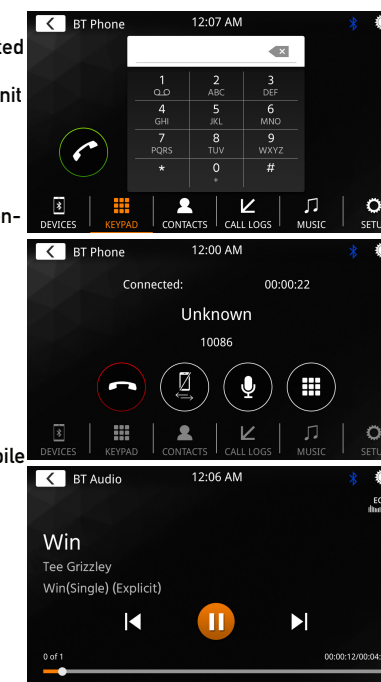 BT Phone 12:07 AM
ted
1 2 3
ABC DEF
nit
4 5 6
GHI JKL MNO
7 8 9
PQRS TUV WXYZ
* 0 #
+
n-
DEVICES KEYPAD CONTACTS CALL LOGS MUSIC SETU
BT Phone 12:00 AM
Connected: 00:00:22
Unknown
10086
bile
DEVICES KEYPAD CONTACTS CALL LOGS MUSIC SETU
BT Audio 12:06 AM
EQ
Win
Tee Grizzley
Win(Single) (Explicit)
0 of 1 00:00:12/00:04: